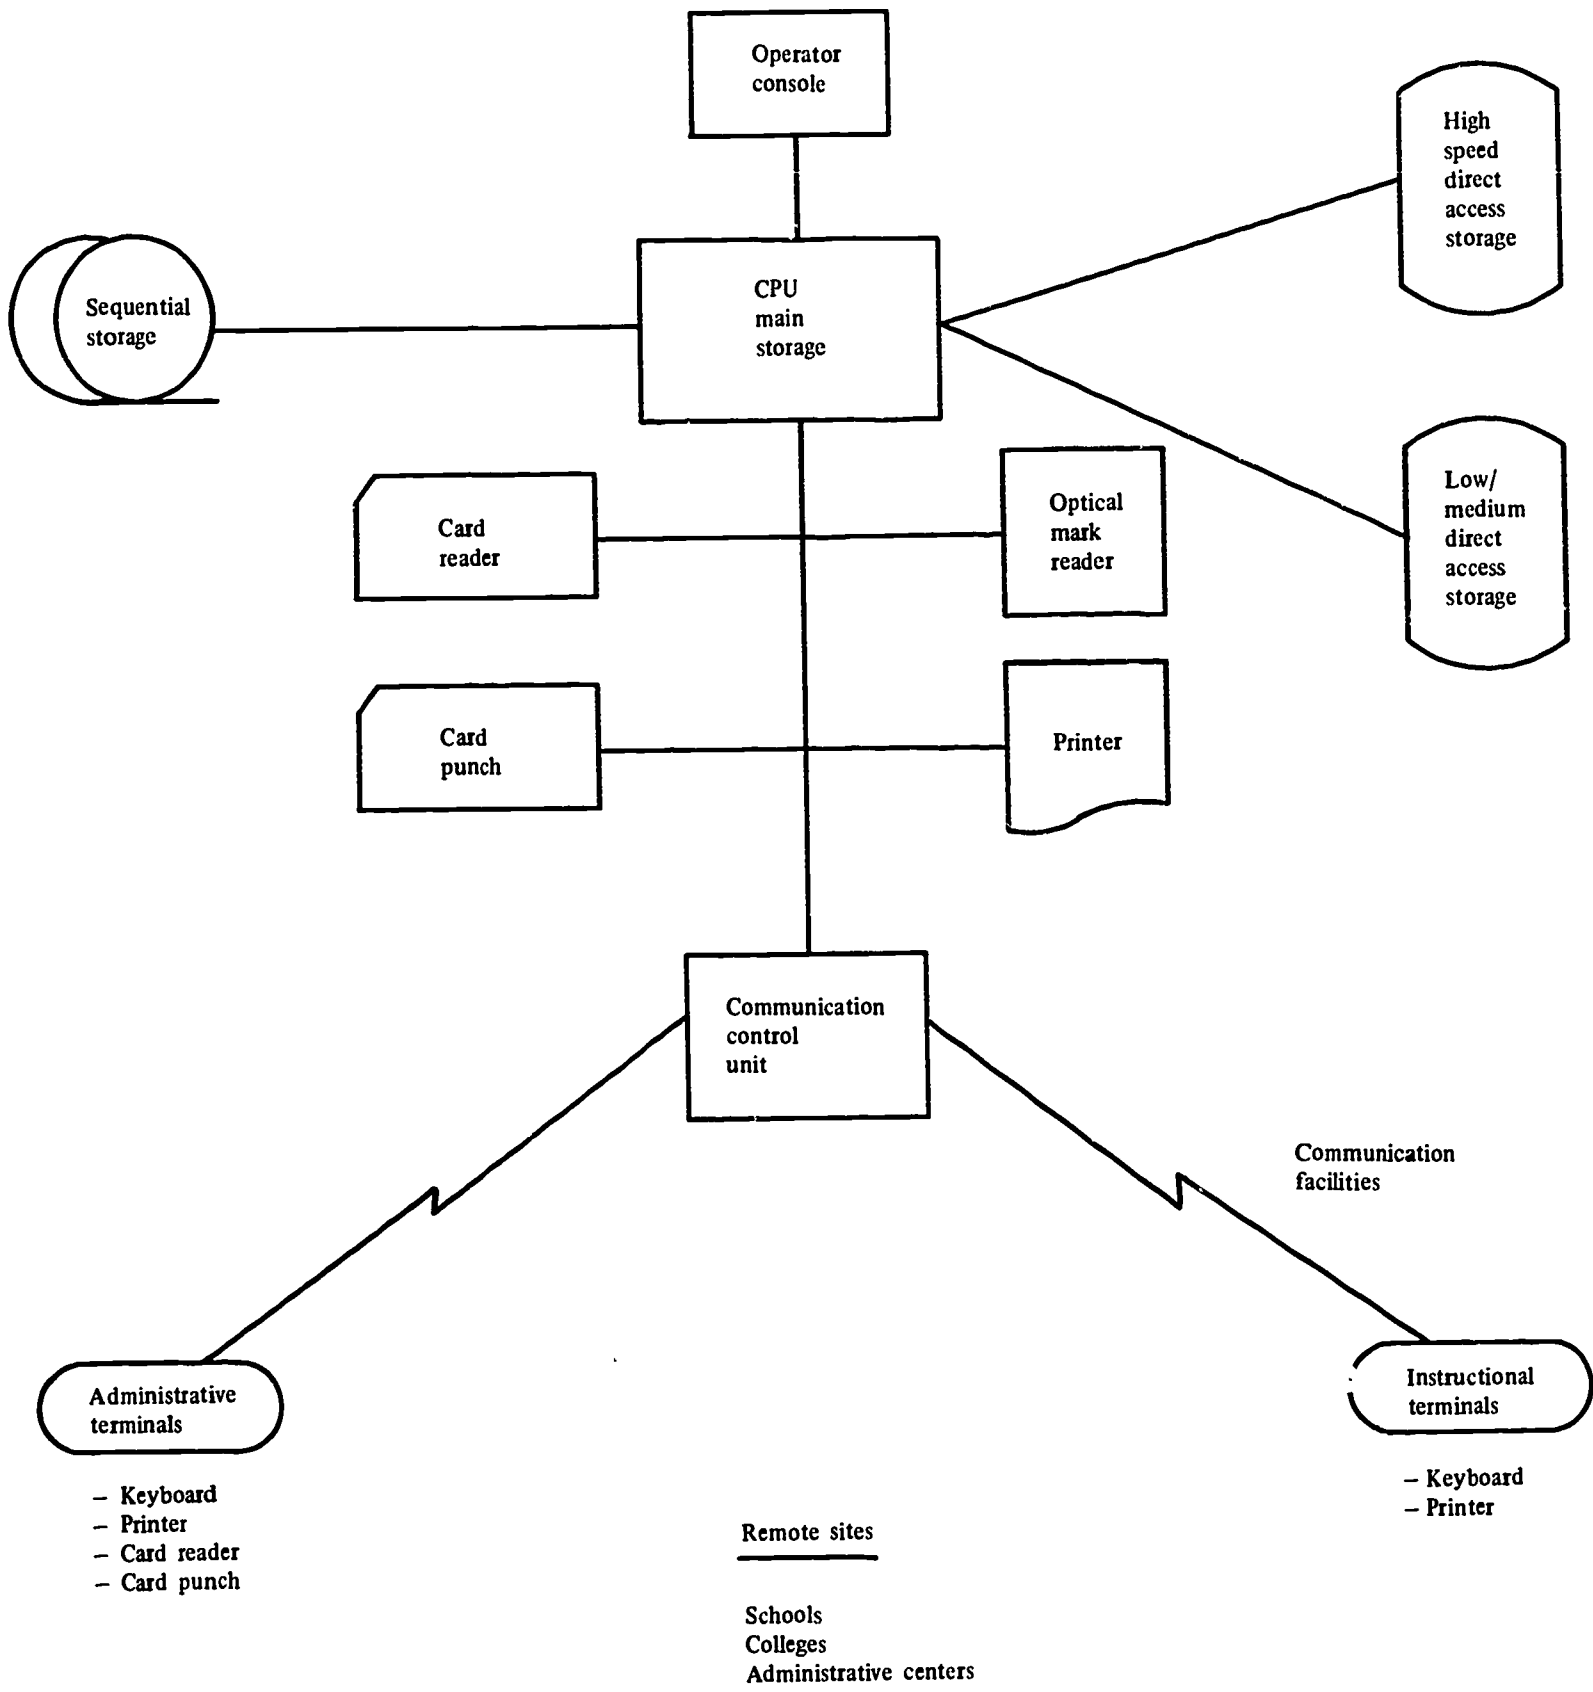 Operator
console
High
speed
direct
access
storage
Sequential
storage
CPU
main
storage
Card
reader
Optical
mark
reader
Low/
medium
direct
access
storage
Card
punch
Printer
Communication
control
unit
Communication
facilities
Administrative
terminals
– Keyboard
– Printer
– Card reader
– Card punch
Instructional
terminals
– Keyboard
– Printer
Remote sites
Schools
Colleges
Administrative centers